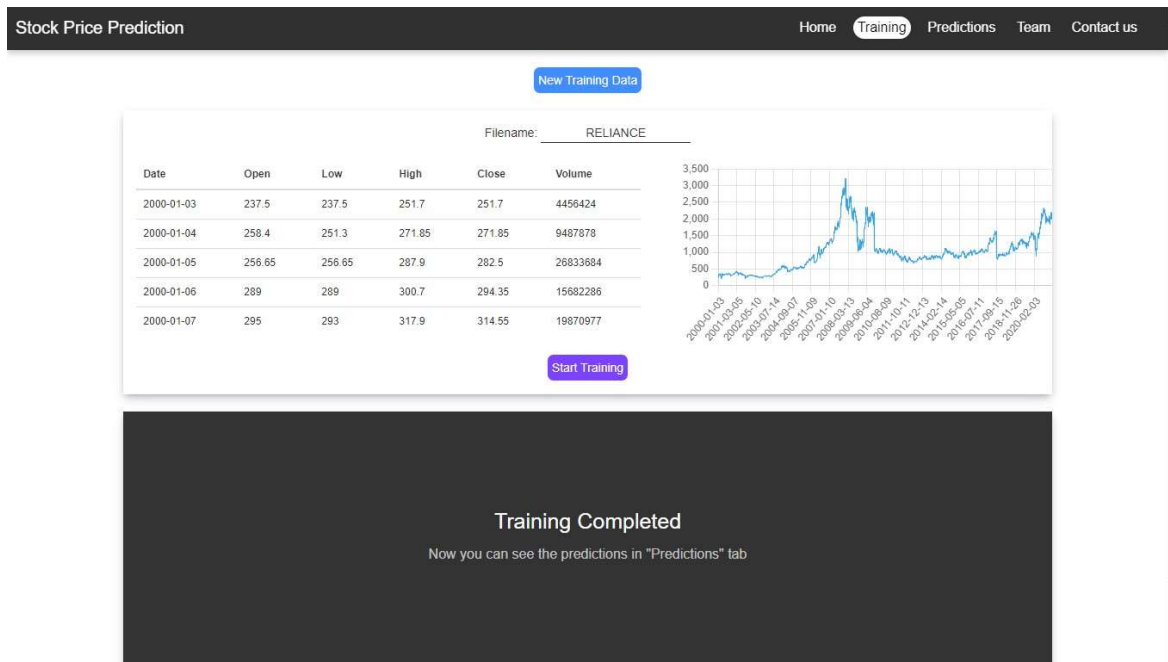 Stock Price Prediction Home Training Predictions Team Contact us
New Training Data
Filename: RELIANCE
Date Open Low High Close Volume
2000-01-03 237.5 237.5 251.7 251.7 4456424
2000-01-04 258.4 251.3 271.85 271.85 9487878
2000-01-05 256.65 256.65 287.9 282.5 26833684
2000-01-06 289 289 300.7 294.35 15682286
2000-01-07 295 293 317.9 314.55 19870977
3,500
3,000
2,500
2,000
1,500
1,000
500
0
2000-01-03
2001-03-05
2002-05-10
2003-07-14
2004-09-07
2005-11-09
2007-01-10
2008-03-13
2009-06-04
2010-08-09
2011-10-11
2012-12-13
2014-02-14
2015-05-05
2016-07-11
2017-09-15
2018-11-26
2020-02-03
Start Training
Training Completed
Now you can see the predictions in "Predictions" tab